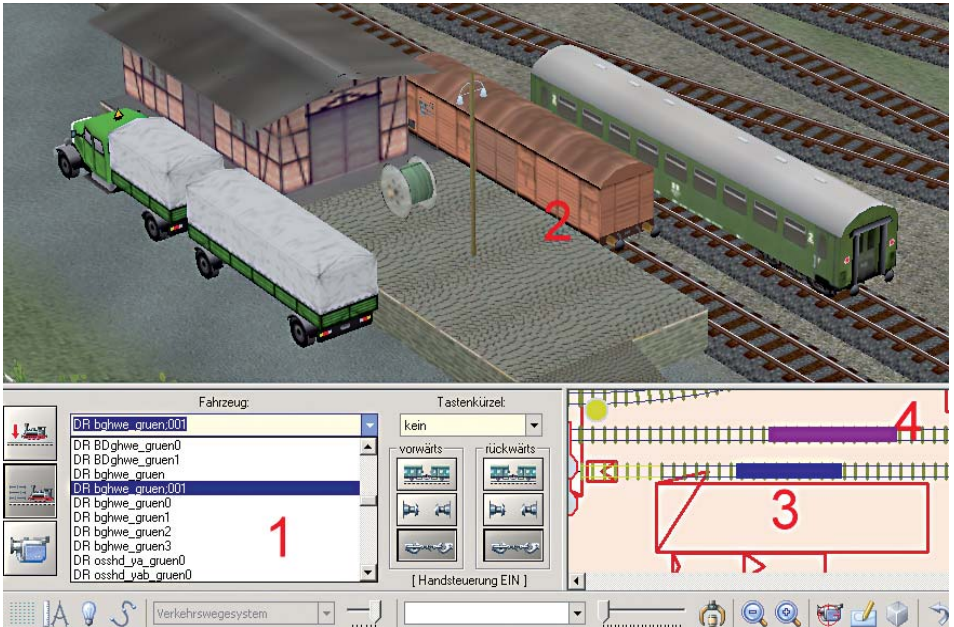 2
Fahrzeug:
DR bghwe_gruen;001
DR BDghwe_gruen0
DR BDghwe_gruen1
DR bghwe_gruen
DR bghwe_gruen;001
DR bghwe_gruen0
DR bghwe_gruen1
DR bghwe_gruen2
DR bghwe_gruen3
DR osshd_ya_gruen0
DR osshd_yab_gruen0
1
Tastenkürzel:
kein
vorwärts
rückwärts
[ Handsteuerung EIN ]
4
3
Verkehrswegesystem